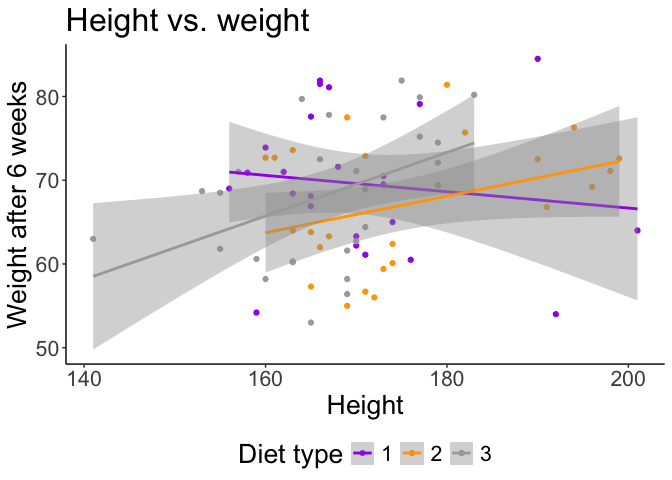 Height vs. weight
Weight after 6 weeks
80
70
60
50
140 160 180 200
Height
Diet type 1 2 3